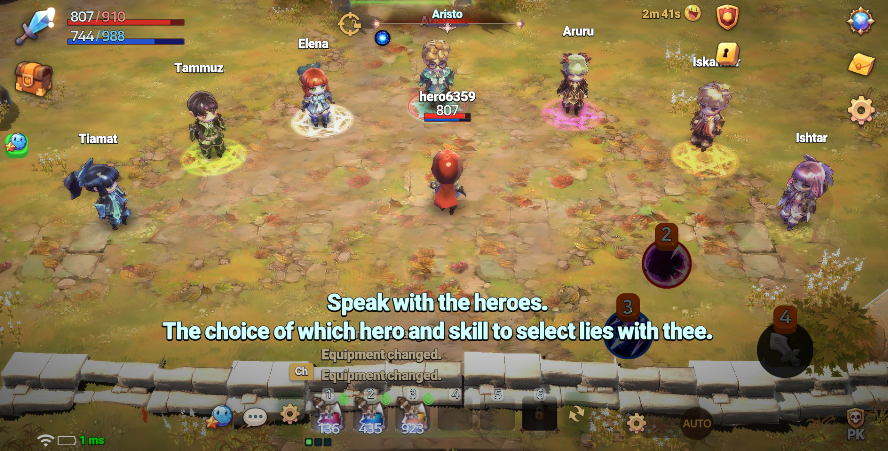 807/910
744/988
Aristo
2m 41s
Elena
Aruru
Tammuz
Iska
hero6359
807
Tiamat
Ishtar
2
3
4
Speak with the heroes.
The choice of which hero and skill to select lies with thee.
Equipment changed.
Ch
Equipment changed.
1 2 3 4 5 6
136 435 923
AUTO
PK
1 ms